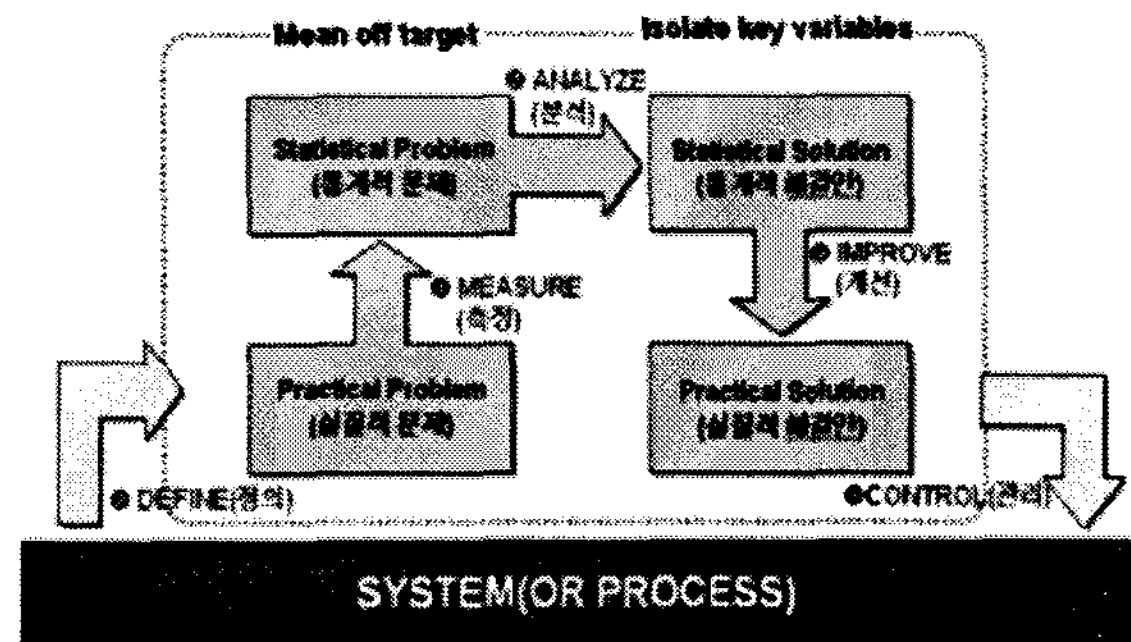 Mean off target
Isolate key variables
ANALYZE
(분석)
Statistical Problem
(통계적 문제)
Statistical Solution
(통계적 해결안)
MEASURE
(측정)
IMPROVE
(개선)
Practical Problem
(실질적 문제)
Practical Solution
(실질적 해결안)
DEFINE(정의)
CONTROL(관리)
SYSTEM(OR PROCESS)